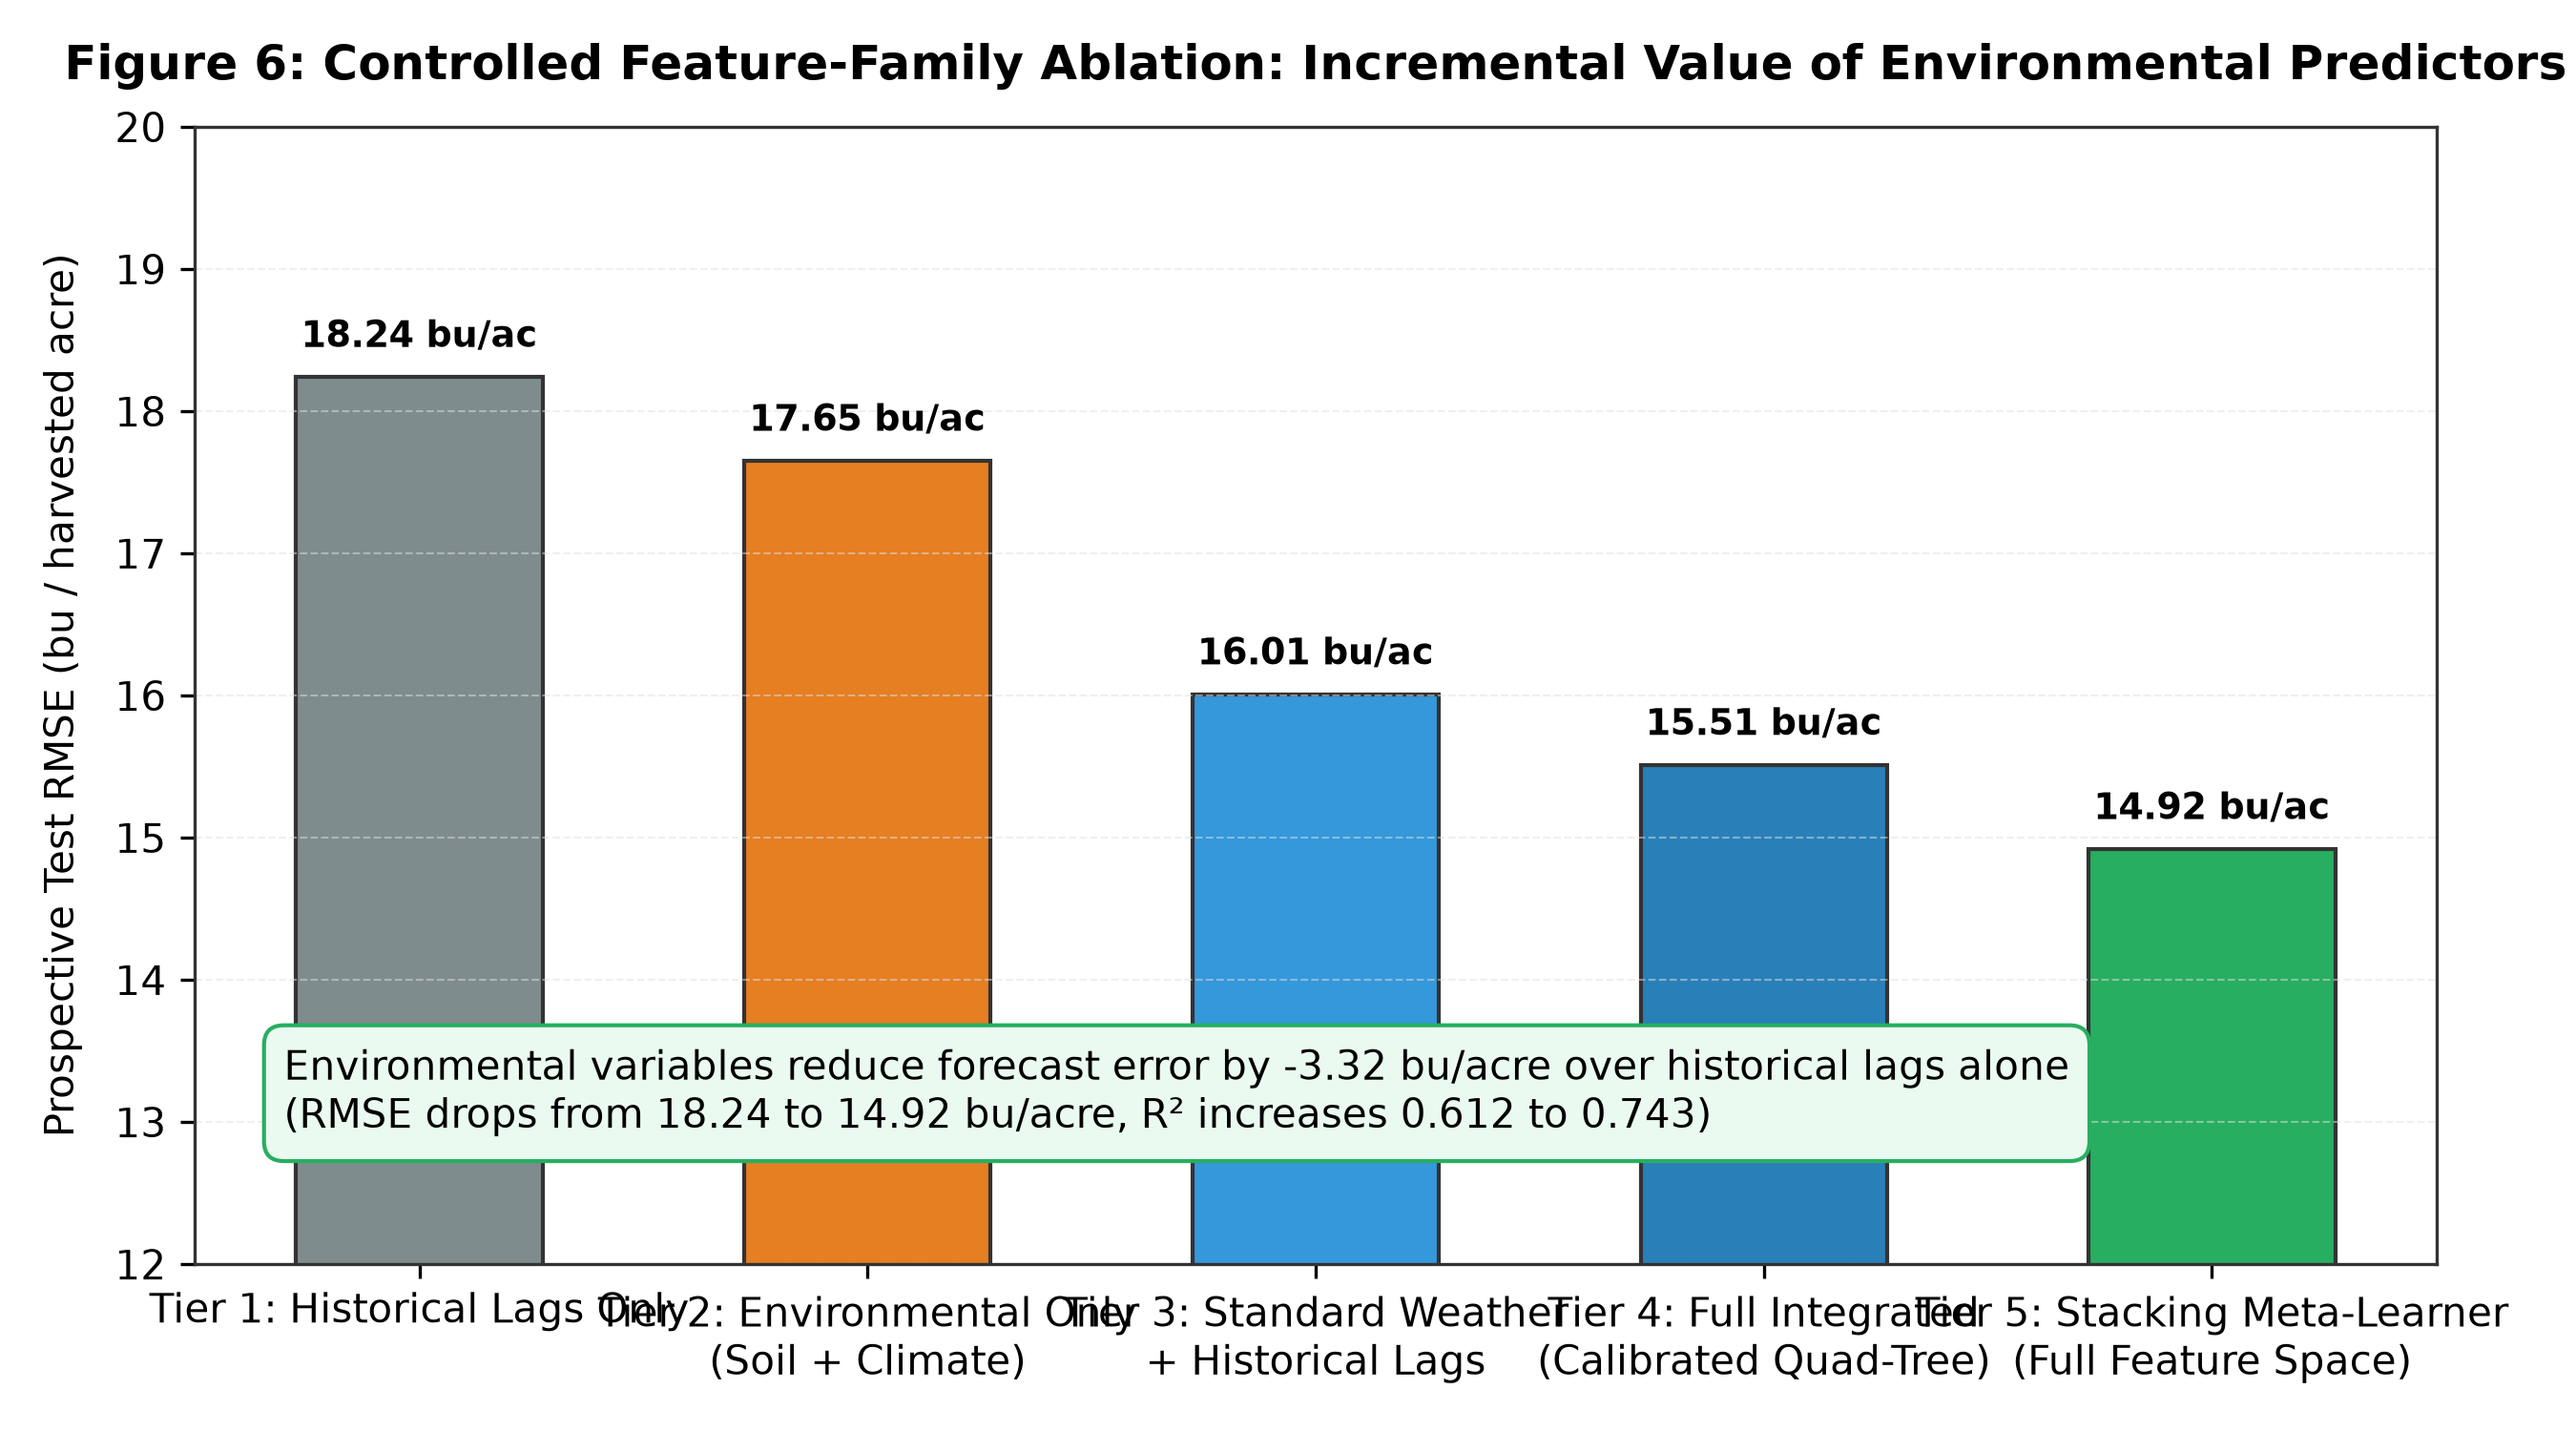 Figure 6: Controlled Feature-Family Ablation: Incremental Value of Environmental Predictors
Prospective Test RMSE (bu / harvested acre)
20
19
18
17
16
15
14
13
12
18.24 bu/ac
17.65 bu/ac
16.01 bu/ac
15.51 bu/ac
14.92 bu/ac
Environmental variables reduce forecast error by -3.32 bu/acre over historical lags alone
(RMSE drops from 18.24 to 14.92 bu/acre, R² increases 0.612 to 0.743)
Tier 1: Historical Lags Only
Tier 2: Environmental Only
(Soil + Climate)
Tier 3: Standard Weather
+ Historical Lags
Tier 4: Full Integrated
(Calibrated Quad-Tree)
Tier 5: Stacking Meta-Learner
(Full Feature Space)